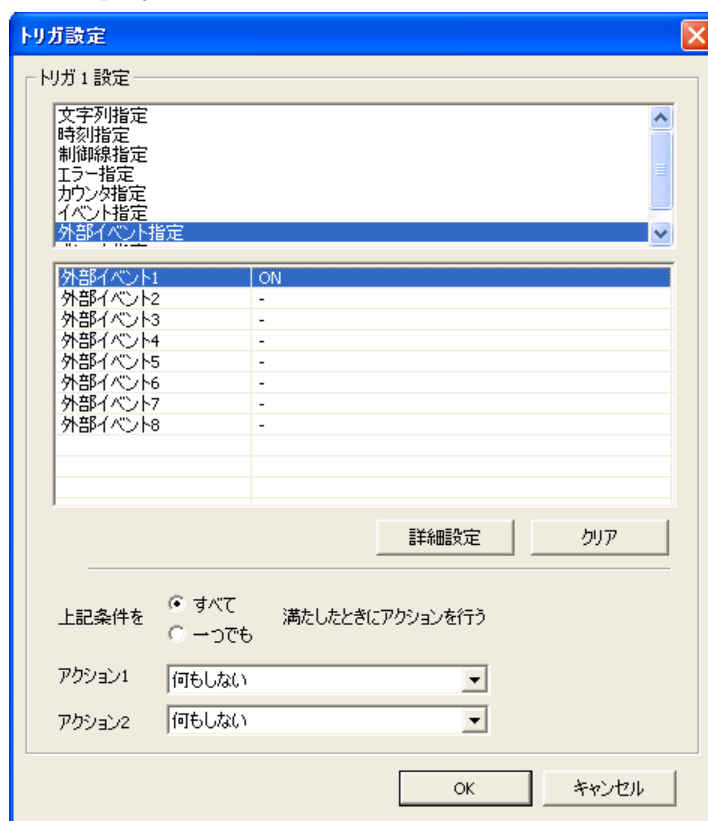 トリガ設定
トリガ1設定
文字列指定
時刻指定
制御線指定
エラー指定
カウンタ指定
イベント指定
外部イベント指定
外部イベント1 ON
外部イベント2 -
外部イベント3 -
外部イベント4 -
外部イベント5 -
外部イベント6 -
外部イベント7 -
外部イベント8 -
詳細設定 クリア
上記条件を すべて 満たしたときにアクションを行う
一つでも
アクション1 何もしない
アクション2 何もしない
OK キャンセル